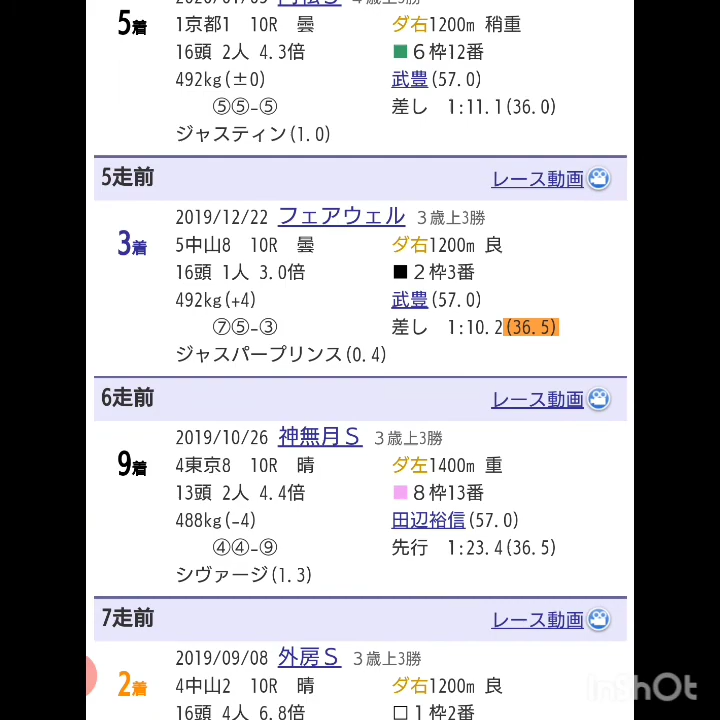 5着
1京都1 10R 曇 ダ右1200m 稍重
16頭 2人 4.3倍 ■６枠12番
492kg(±0) 武豊(57.0)
⑤⑤-⑤ 差し 1:11.1(36.0)
ジャスティン(1.0)
5走前 レース動画
3着
2019/12/22 フェアウェル ３歳上3勝
5中山8 10R 曇 ダ右1200m 良
16頭 1人 3.0倍 ■２枠3番
492kg(+4) 武豊(57.0)
⑦⑤-③ 差し 1:10.2(36.5)
ジャスパープリンス(0.4)
6走前 レース動画
9着
2019/10/26 神無月Ｓ ３歳上3勝
4東京8 10R 晴 ダ左1400m 重
13頭 2人 4.4倍 ■８枠13番
488kg(-4) 田辺裕信(57.0)
④④-⑨ 先行 1:23.4(36.5)
シヴァージ(1.3)
7走前 レース動画
2着
2019/09/08 外房Ｓ ３歳上3勝
4中山2 10R 晴 ダ右1200m 良
16頭 4人 6.8倍 □１枠2番
InShOt